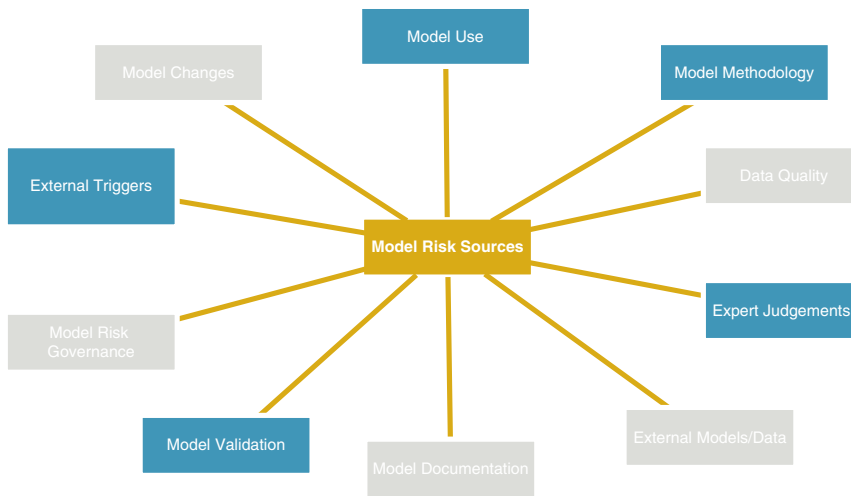 Model Use
Model Changes
Model Methodology
External Triggers
Data Quality
Model Risk Sources
Expert Judgements
Model Risk
Governance
Model Validation
External Models/Data
Model Documentation